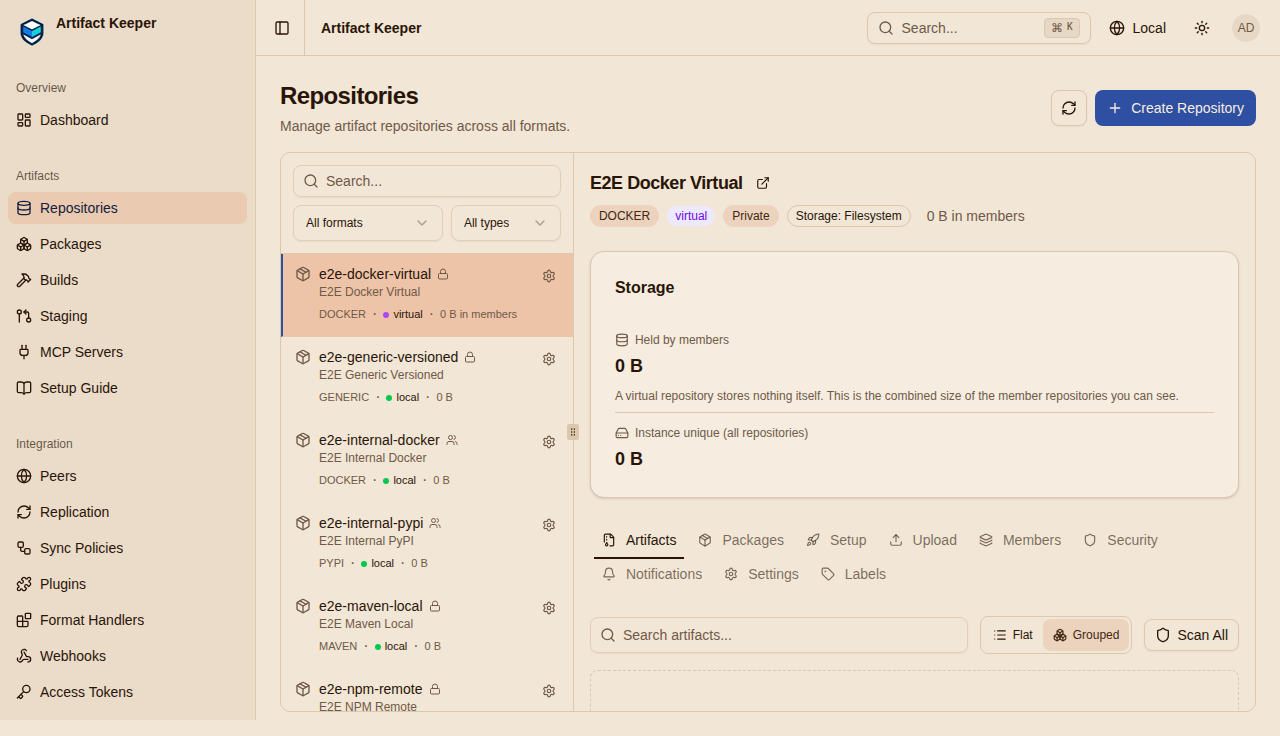 Artifact Keeper
Overview
Dashboard
Artifacts
Repositories
Packages
Builds
Staging
MCP Servers
Setup Guide
Integration
Peers
Replication
Sync Policies
Plugins
Format Handlers
Webhooks
Access Tokens
Artifact Keeper
Search...
⌘ K
Local
AD
Repositories
Manage artifact repositories across all formats.
Create Repository
Search...
All formats
All types
e2e-docker-virtual
E2E Docker Virtual
DOCKER · virtual · 0 B in members
e2e-generic-versioned
E2E Generic Versioned
GENERIC · local · 0 B
e2e-internal-docker
E2E Internal Docker
DOCKER · local · 0 B
e2e-internal-pypi
E2E Internal PyPI
PYPI · local · 0 B
e2e-maven-local
E2E Maven Local
MAVEN · local · 0 B
e2e-npm-remote
E2E NPM Remote
E2E Docker Virtual
DOCKER virtual Private Storage: Filesystem 0 B in members
Storage
Held by members
0 B
A virtual repository stores nothing itself. This is the combined size of the member repositories you can see.
Instance unique (all repositories)
0 B
Artifacts Packages Setup Upload Members Security
Notifications Settings Labels
Search artifacts...
Flat
Grouped
Scan All